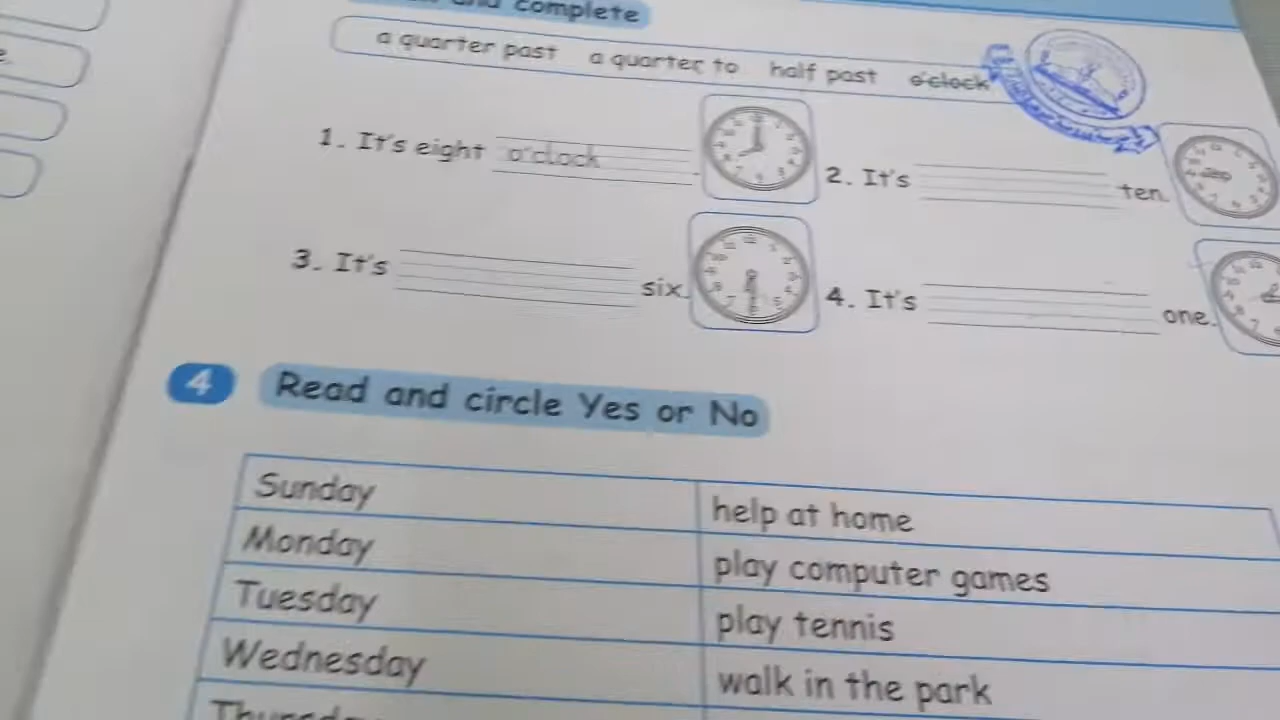 and complete
a quarter past a quarter to half past o'clock
1. It's eight o'clock.
2. It's ten.
3. It's six.
4. It's one.
4 Read and circle Yes or No
Sunday help at home
Monday play computer games
Tuesday play tennis
Wednesday walk in the park